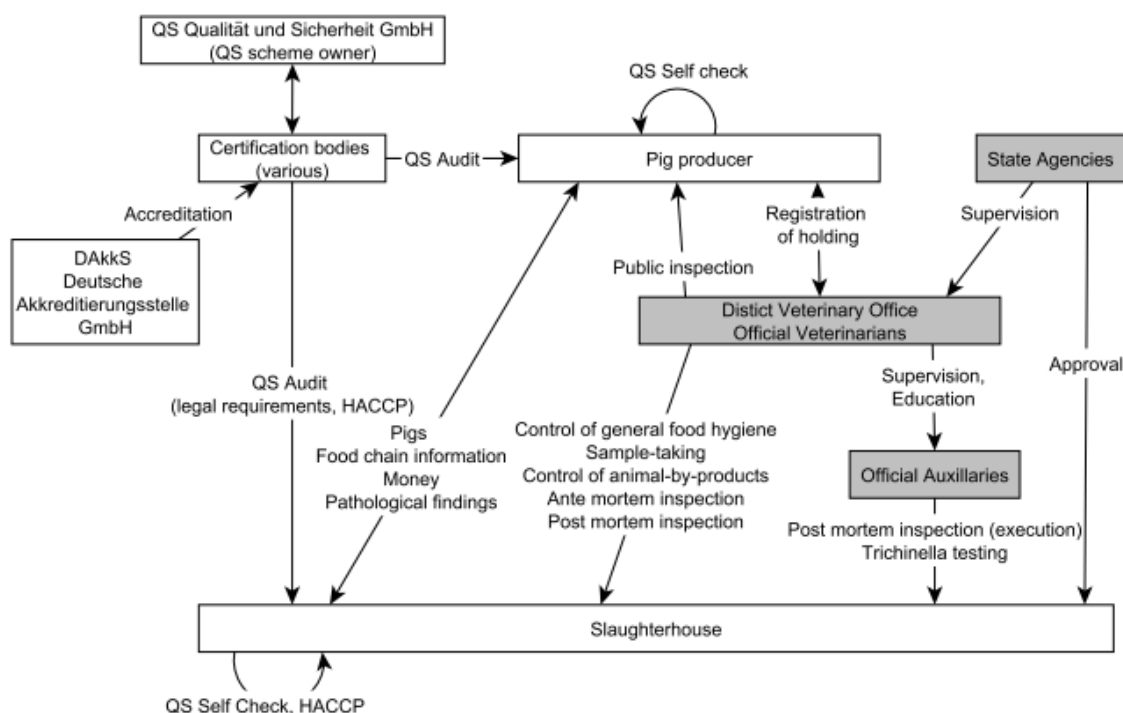 QS Qualität und Sicherheit GmbH
(QS scheme owner)
QS Self check
Certification bodies
(various)
QS Audit
Pig producer
State Agencies
Accreditation
Registration
of holding
Supervision
DAkkS
Deutsche
Akkreditierungsstelle
GmbH
Public inspection
Distict Veterinary Office
Official Veterinarians
QS Audit
(legal requirements, HACCP)
Supervision,
Education
Approval
Pigs
Food chain information
Money
Pathological findings
Control of general food hygiene
Sample-taking
Control of animal-by-products
Ante mortem inspection
Post mortem inspection
Official Auxillaries
Post mortem inspection (execution)
Trichinella testing
Slaughterhouse
QS Self Check, HACCP